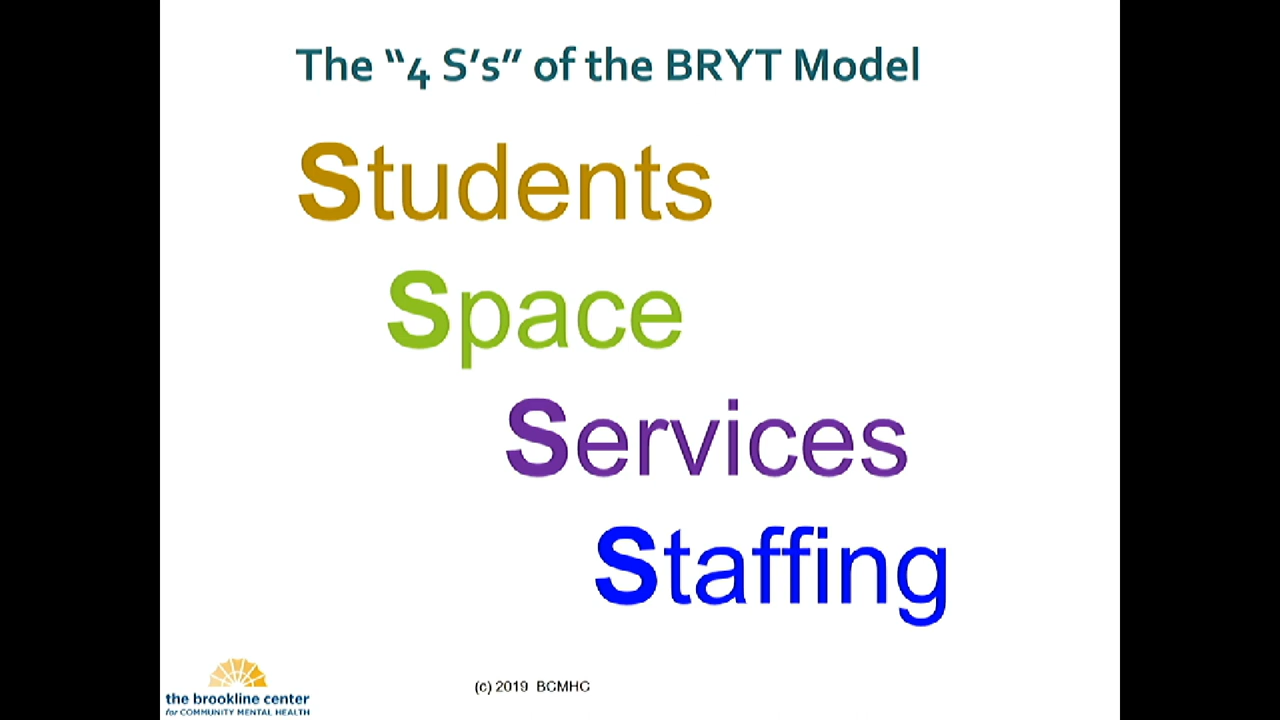 The “4 S’s” of the BRYT Model
Students
Space
Services
Staffing
the brookline center
for COMMUNITY MENTAL HEALTH
(c) 2019 BCMHC